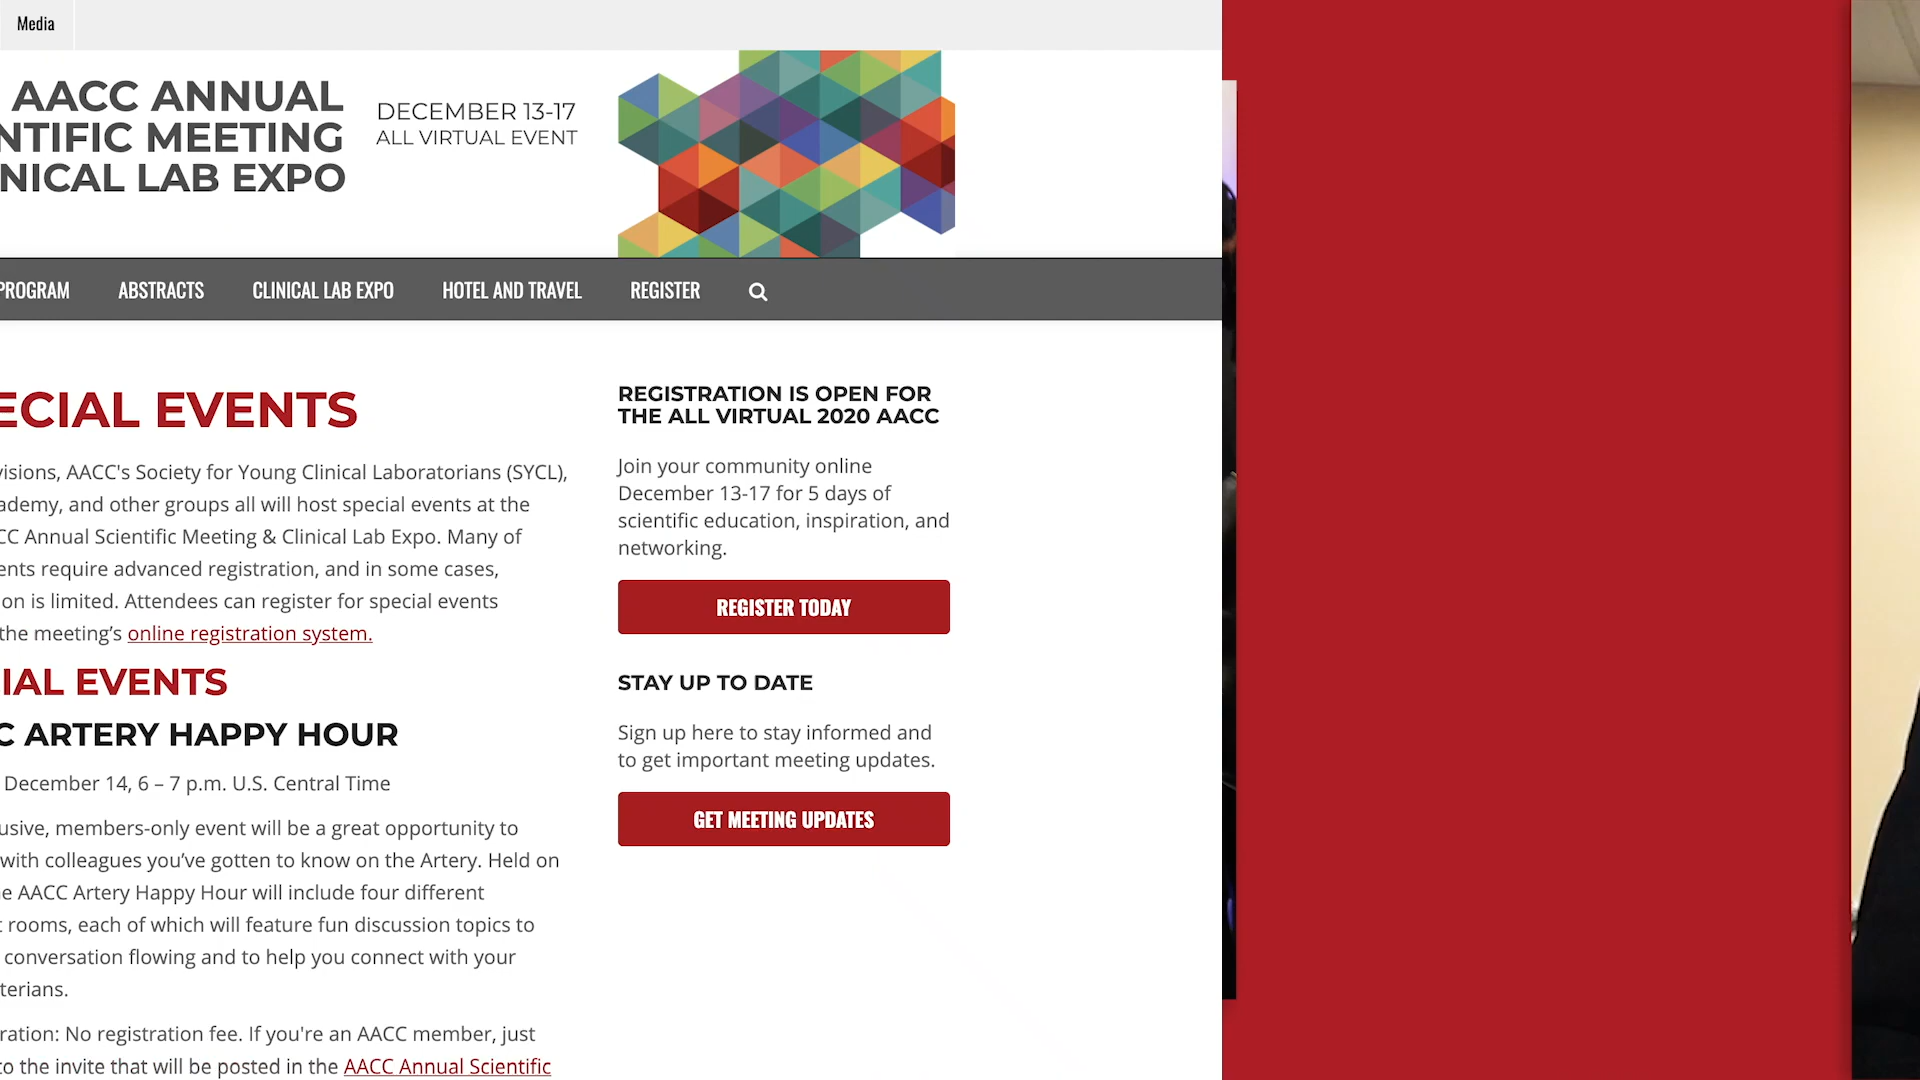 Media
AACC ANNUAL
NTIFIC MEETING
NICAL LAB EXPO
DECEMBER 13-17
ALL VIRTUAL EVENT
PROGRAM ABSTRACTS CLINICAL LAB EXPO HOTEL AND TRAVEL REGISTER
ECIAL EVENTS
visions, AACC's Society for Young Clinical Laboratorians (SYCL),
ademy, and other groups all will host special events at the
CC Annual Scientific Meeting & Clinical Lab Expo. Many of
ents require advanced registration, and in some cases,
on is limited. Attendees can register for special events
the meeting’s online registration system.
IAL EVENTS
C ARTERY HAPPY HOUR
December 14, 6 – 7 p.m. U.S. Central Time
usive, members-only event will be a great opportunity to
with colleagues you’ve gotten to know on the Artery. Held on
e AACC Artery Happy Hour will include four different
t rooms, each of which will feature fun discussion topics to
conversation flowing and to help you connect with your
terians.
ration: No registration fee. If you're an AACC member, just
to the invite that will be posted in the AACC Annual Scientific
REGISTRATION IS OPEN FOR
THE ALL VIRTUAL 2020 AACC
Join your community online
December 13-17 for 5 days of
scientific education, inspiration, and
networking.
REGISTER TODAY
STAY UP TO DATE
Sign up here to stay informed and
to get important meeting updates.
GET MEETING UPDATES